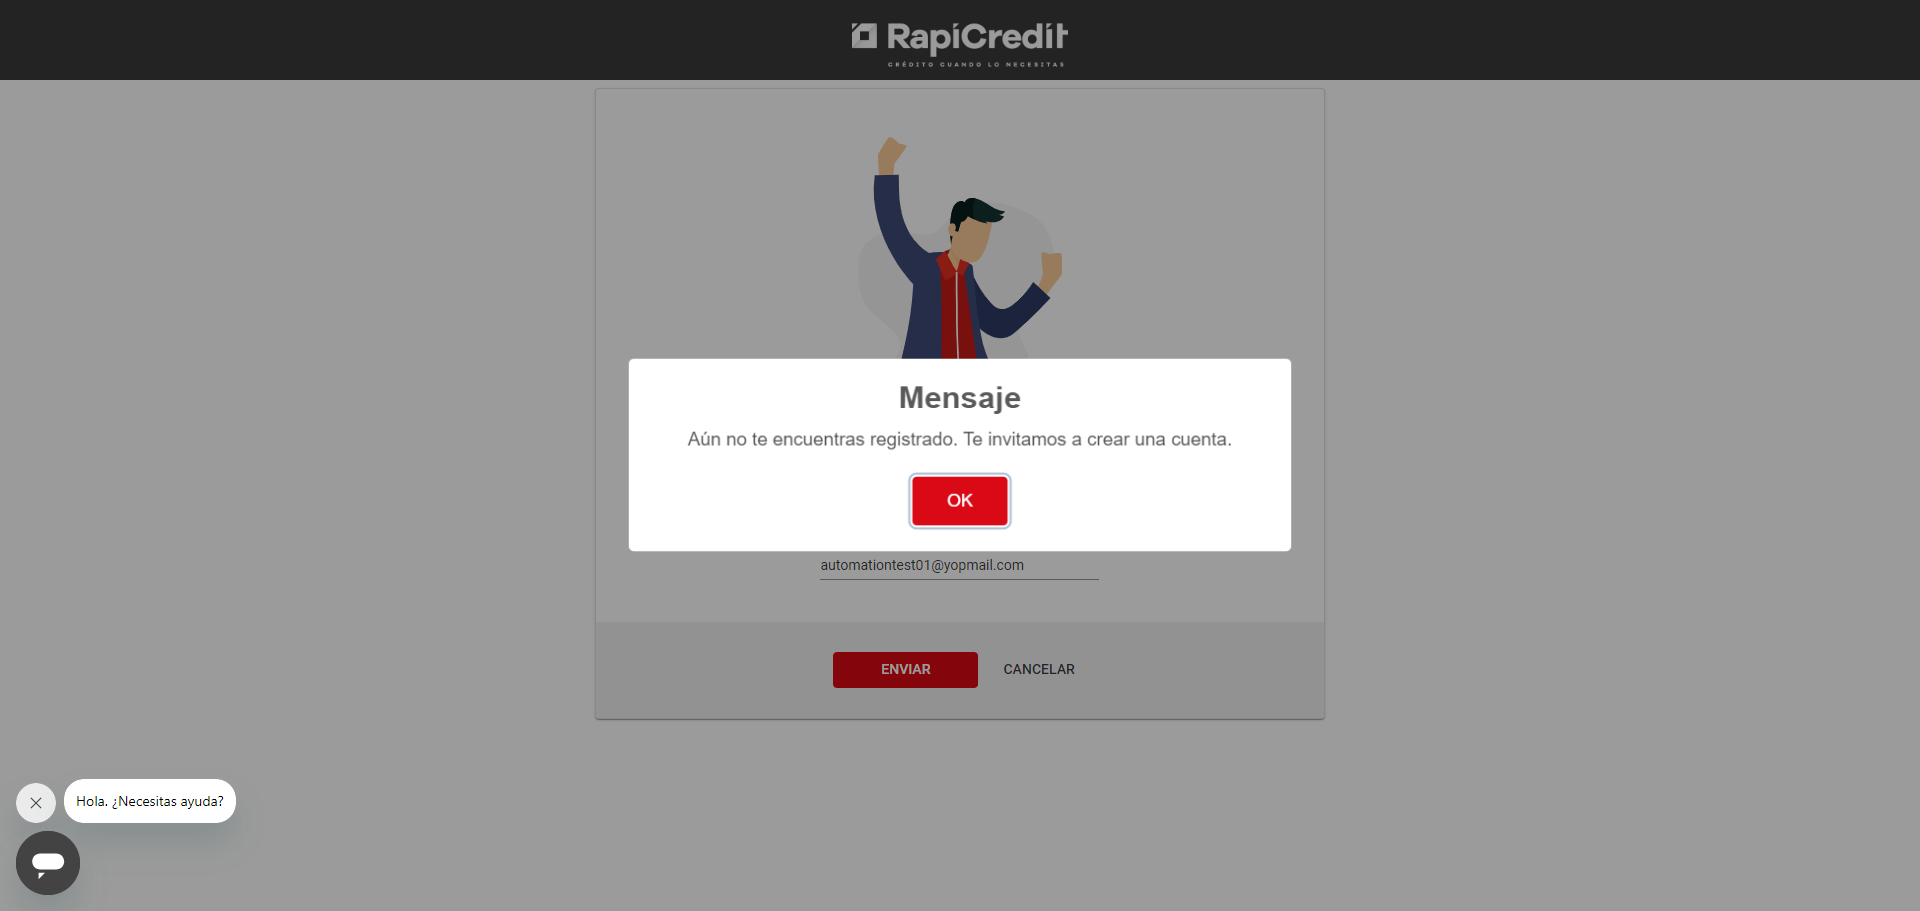 RapiCredit
CRÉDITO CUANDO LO NECESITAS
Mensaje
Aún no te encuentras registrado. Te invitamos a crear una cuenta.
OK
automationtest01@yopmail.com
ENVIAR CANCELAR
Hola. ¿Necesitas ayuda?